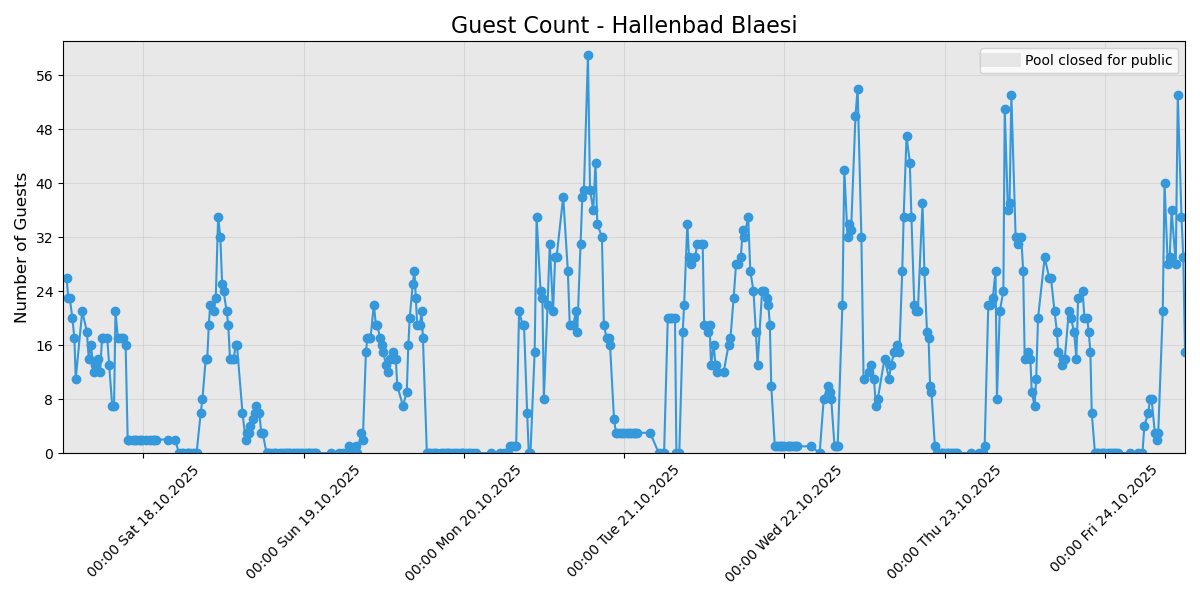 Guest Count - Hallenbad Blaesi
Pool closed for public
Number of Guests
56
48
40
32
24
16
8
0
00:00 Sat 18.10.2025
00:00 Sun 19.10.2025
00:00 Mon 20.10.2025
00:00 Tue 21.10.2025
00:00 Wed 22.10.2025
00:00 Thu 23.10.2025
00:00 Fri 24.10.2025